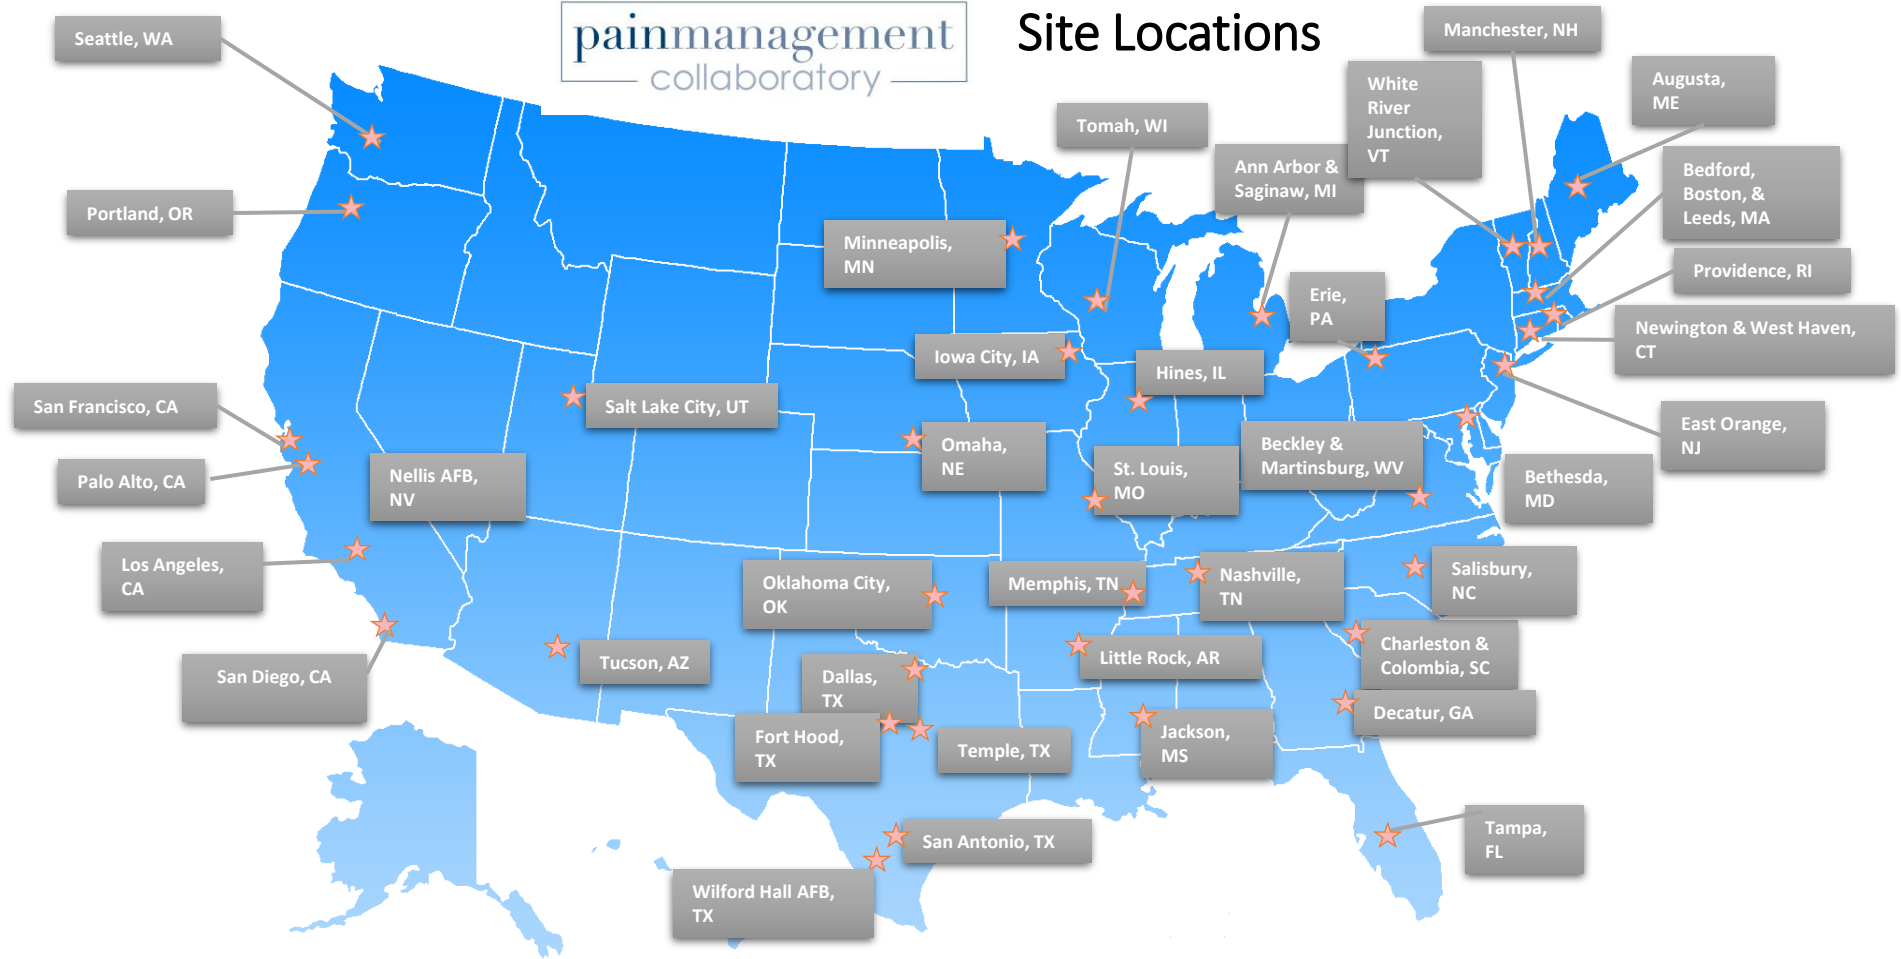 painmanagement
collaboratory
Site Locations
Seattle, WA
Portland, OR
San Francisco, CA
Palo Alto, CA
Los Angeles,
CA
San Diego, CA
Nellis AFB,
NV
Salt Lake City, UT
Tucson, AZ
Minneapolis,
MN
Iowa City, IA
Omaha,
NE
Oklahoma City,
OK
Dallas,
TX
Fort Hood,
TX
Temple, TX
San Antonio, TX
Wilford Hall AFB,
TX
Tomah, WI
Ann Arbor &
Saginaw, MI
Hines, IL
St. Louis,
MO
Memphis, TN
Nashville,
TN
Little Rock, AR
Jackson,
MS
Erie,
PA
Beckley &
Martinsburg, WV
White
River
Junction,
VT
Manchester, NH
Augusta,
ME
Bedford,
Boston, &
Leeds, MA
Providence, RI
Newington & West Haven,
CT
East Orange,
NJ
Bethesda,
MD
Salisbury,
NC
Charleston &
Colombia, SC
Decatur, GA
Tampa,
FL